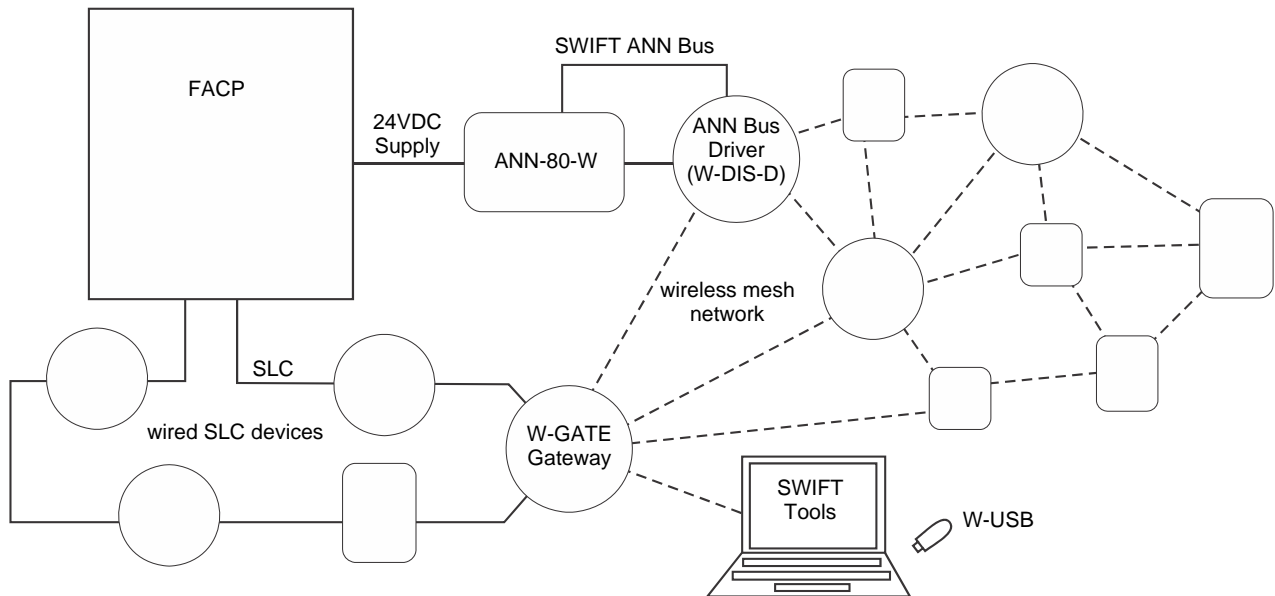 SWIFT ANN Bus
FACP
24VDC
Supply
ANN-80-W
ANN Bus
Driver
(W-DIS-D)
wireless mesh
network
SLC
wired SLC devices
W-GATE
Gateway
SWIFT
Tools
W-USB